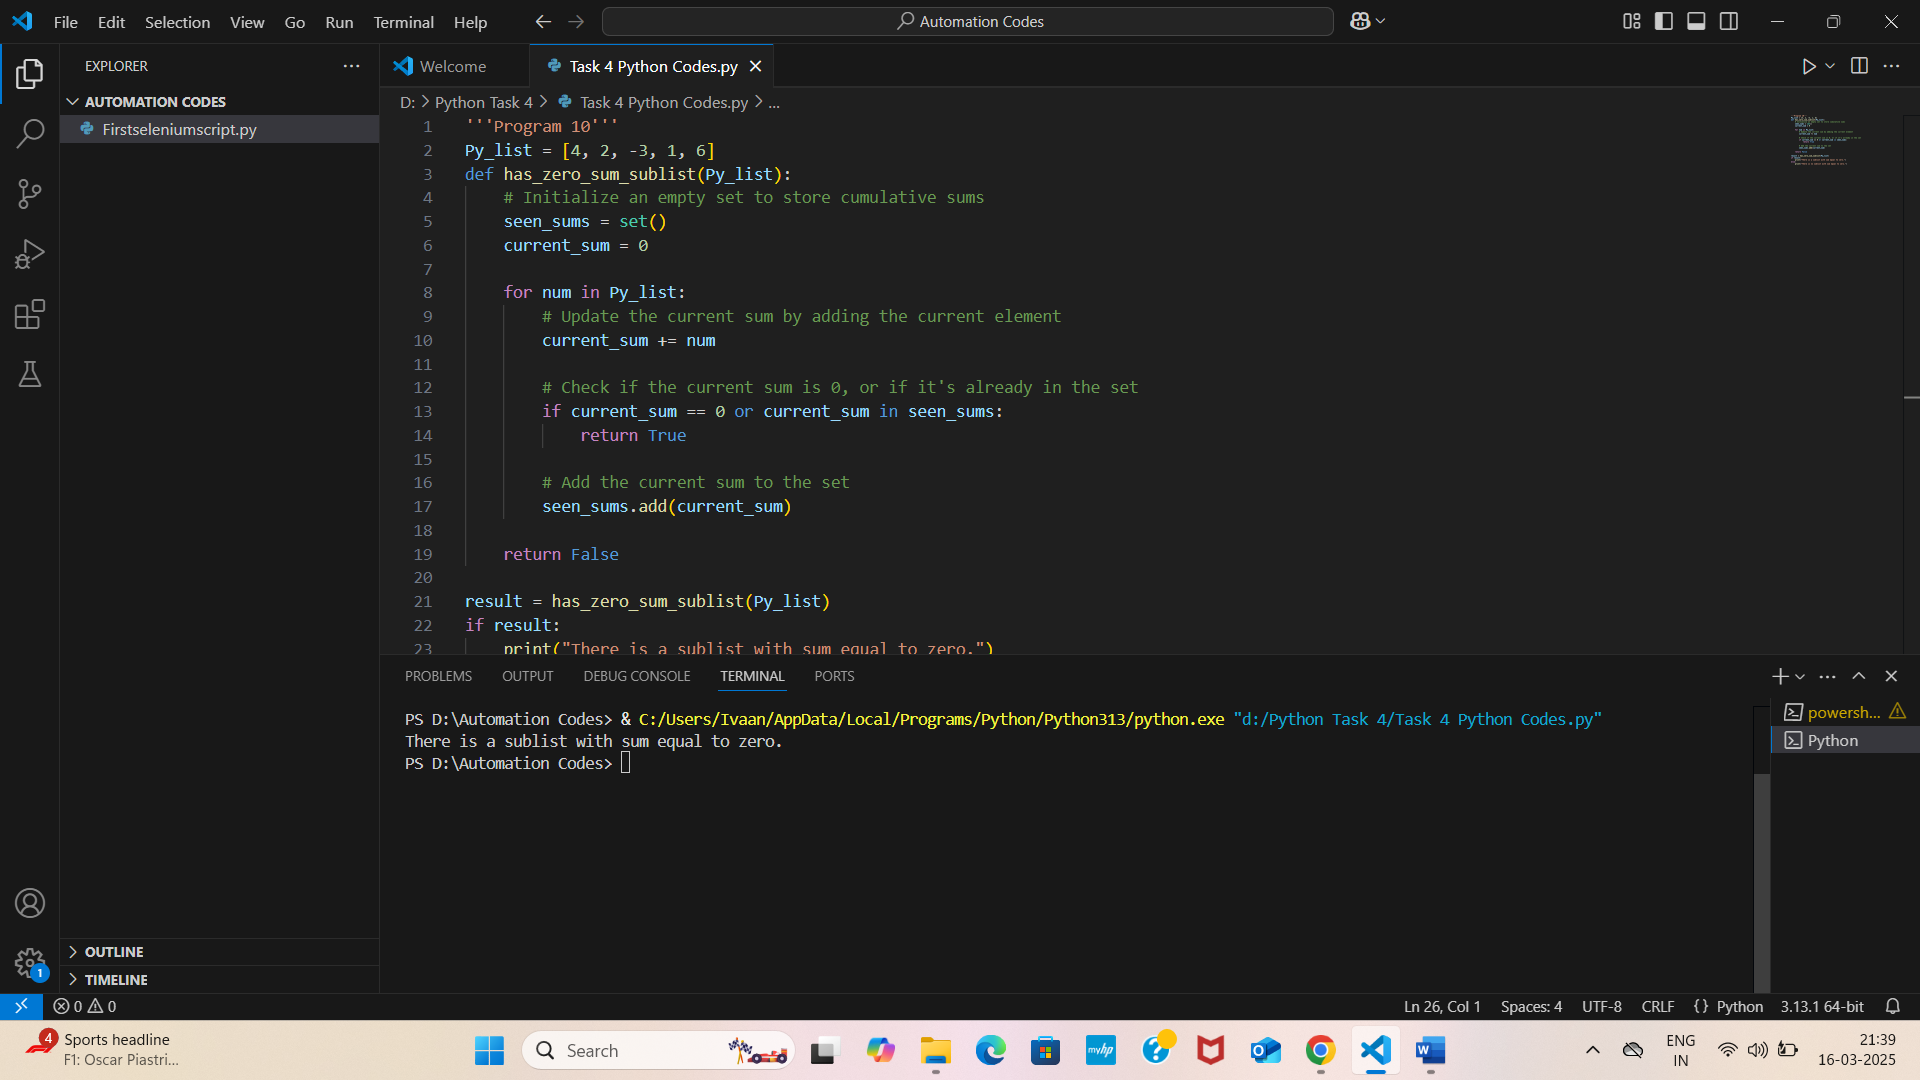 File Edit Selection View Go Run Terminal Help
Automation Codes
EXPLORER
AUTOMATION CODES
Firstseleniumscript.py
OUTLINE
TIMELINE
Welcome
Task 4 Python Codes.py
D: > Python Task 4 > Task 4 Python Codes.py > ...
1 '''Program 10'''
2 Py_list = [4, 2, -3, 1, 6]
3 def has_zero_sum_sublist(Py_list):
4     # Initialize an empty set to store cumulative sums
5     seen_sums = set()
6     current_sum = 0
7
8     for num in Py_list:
9         # Update the current sum by adding the current element
10         current_sum += num
11
12         # Check if the current sum is 0, or if it's already in the set
13         if current_sum == 0 or current_sum in seen_sums:
14             return True
15
16         # Add the current sum to the set
17         seen_sums.add(current_sum)
18
19     return False
20
21 result = has_zero_sum_sublist(Py_list)
22 if result:
23     print("There is a sublist with sum equal to zero.")
PROBLEMS OUTPUT DEBUG CONSOLE TERMINAL PORTS
PS D:\Automation Codes> & C:/Users/Ivaan/AppData/Local/Programs/Python/Python313/python.exe "d:/Python Task 4/Task 4 Python Codes.py"
There is a sublist with sum equal to zero.
PS D:\Automation Codes>
powersh...
Python
1
0 0
Ln 26, Col 1 Spaces: 4 UTF-8 CRLF {} Python 3.13.1 64-bit
4
Sports headline
F1: Oscar Piastri...
Search
myhp
ENG
IN
21:39
16-03-2025